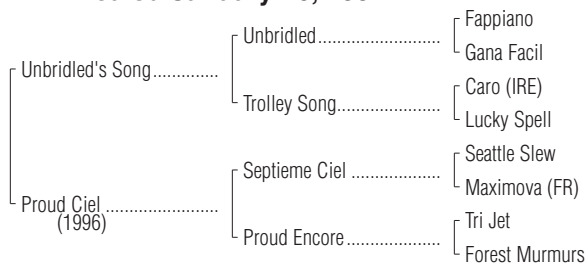 Unbridled's Song..............
Proud Ciel ........................
(1996)
Unbridled..........................
Trolley Song......................
Septieme Ciel ...................
Proud Encore....................
Fappiano
Gana Facil
Caro (IRE)
Lucky Spell
Seattle Slew
Maximova (FR)
Tri Jet
Forest Murmurs